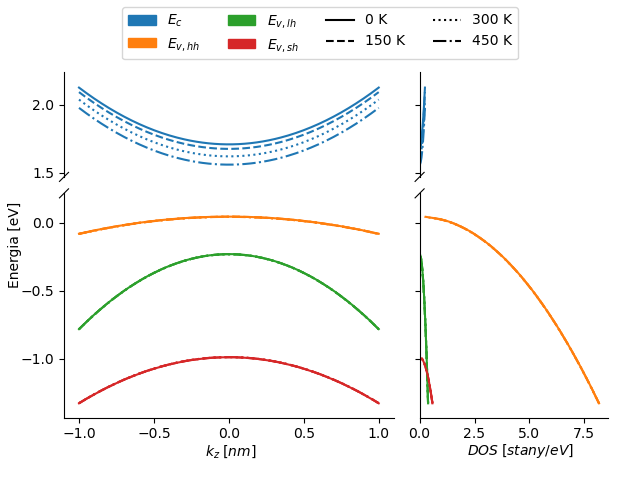 E_c E_{v,lh} 0 K 300 K
E_{v,hh} E_{v,sh} 150 K 450 K
2.0
1.5
0.0
−0.5
−1.0
Energia [eV]
−1.0 −0.5 0.0 0.5 1.0 0.0 2.5 5.0 7.5
k_z [nm] DOS [stany/eV]